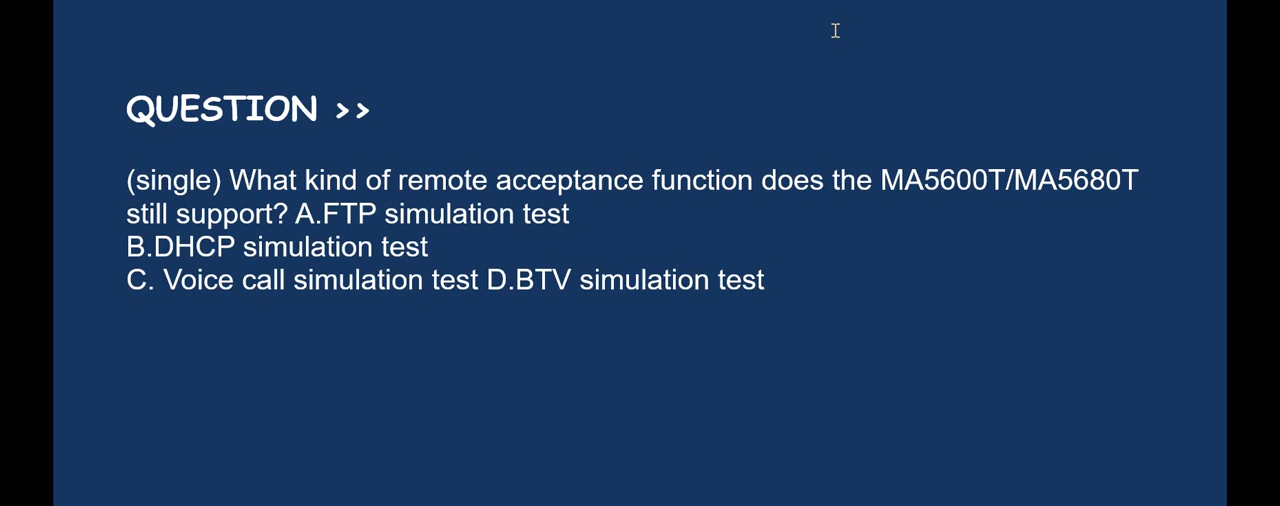 QUESTION >>
(single) What kind of remote acceptance function does the MA5600T/MA5680T
still support? A.FTP simulation test
B.DHCP simulation test
C. Voice call simulation test D.BTV simulation test